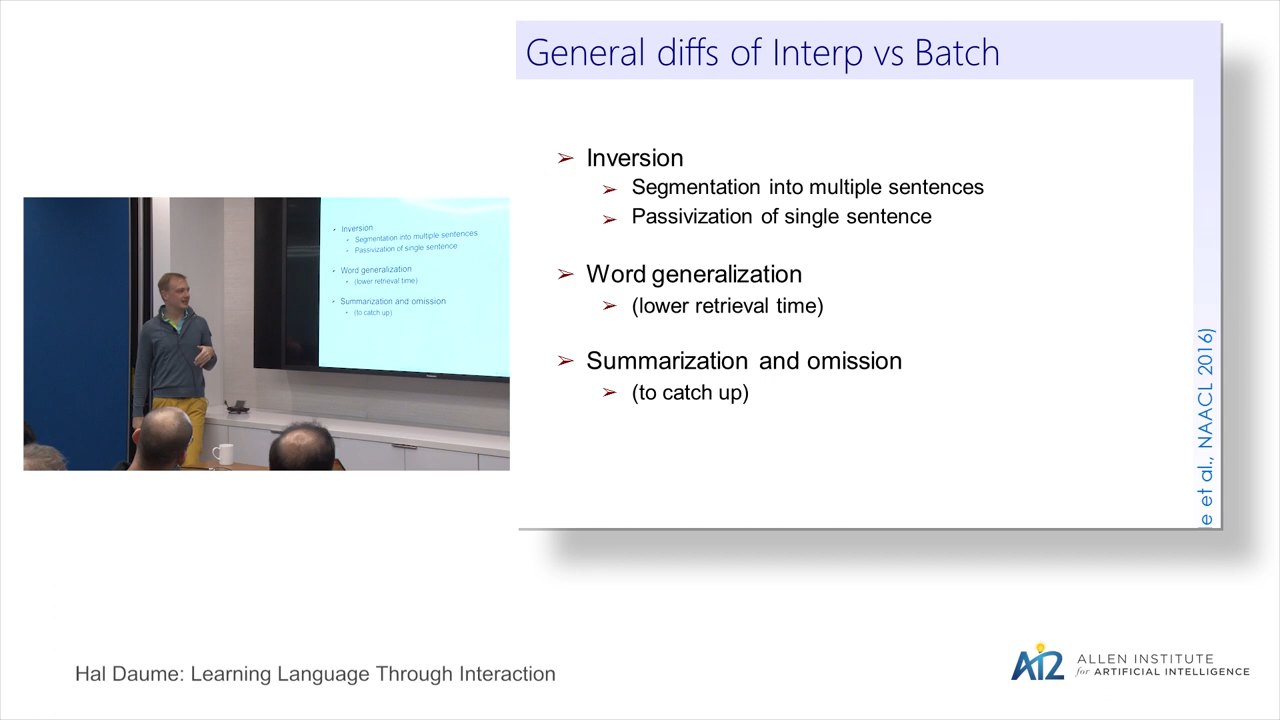 General diffs of Interp vs Batch
➢ Inversion
➢ Segmentation into multiple sentences
➢ Passivization of single sentence
➢ Word generalization
➢ (lower retrieval time)
➢ Summarization and omission
➢ (to catch up)
e et al., NAACL 2016)
Inversion
Segmentation into multiple sentences
Passivization of single sentence
Word generalization
(lower retrieval time)
Summarization and omission
(to catch up)
Hal Daume: Learning Language Through Interaction
AI2 ALLEN INSTITUTE
for ARTIFICIAL INTELLIGENCE